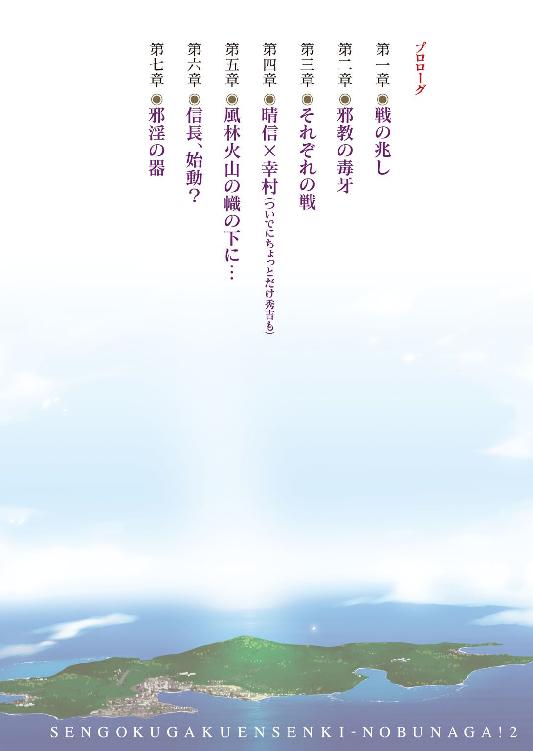 プロローグ
第一章◉戦の兆し
第二章◉邪教の毒牙
第三章◉それぞれの戦
第四章◉晴信×幸村(ついでにちょっとだけ秀吉も)
第五章◉風林火山の幟の下に…
第六章◉信長、始動?
第七章◉邪淫の器
SENGOKUGAKUENSENKI-NOBUNAGA!2